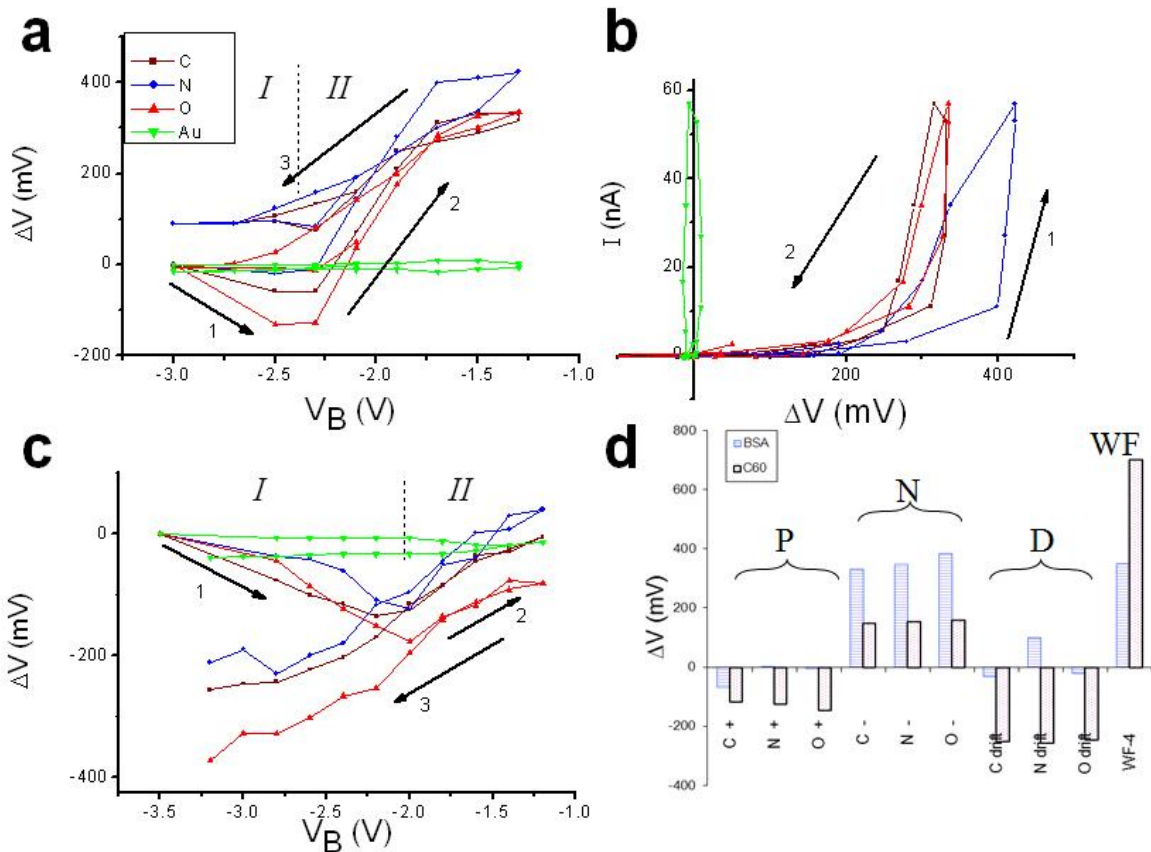 a
C
N
O
Au
I
II
3
2
1
ΔV (mV)
400
200
0
-200
-3.0
-2.5
-2.0
-1.5
-1.0
V_B (V)
b
60
40
20
0
I (nA)
2
1
200
400
ΔV (mV)
c
I
II
1
2
3
ΔV (mV)
0
-200
-400
-3.5
-3.0
-2.5
-2.0
-1.5
-1.0
V_B (V)
d
BSA
C60
WF
P
N
D
ΔV (mV)
800
600
400
200
0
-200
-400
C +
N +
O +
C -
N -
O -
C drift
N drift
O drift
WF-4